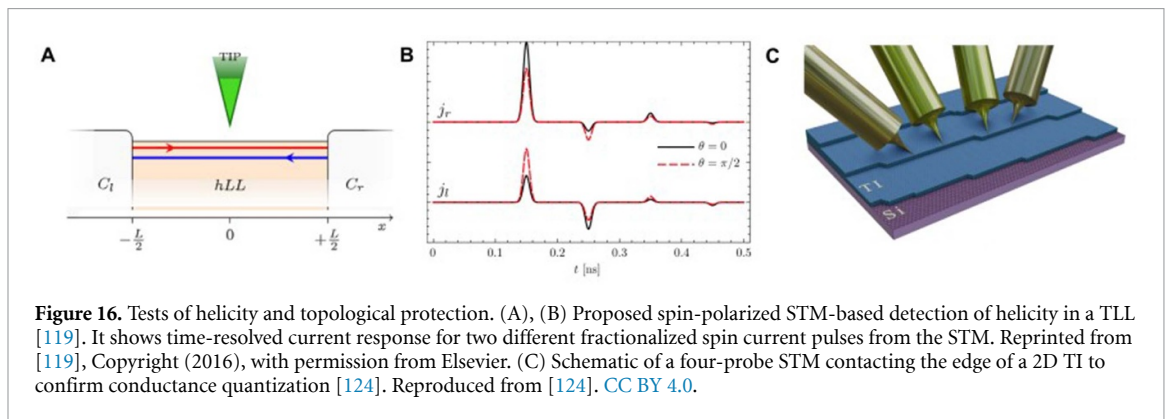 A
TIP
C_l
hLL
C_r
−L/2
0
+L/2
x
B
j_r
θ = 0
θ = π/2
j_l
0
0.1
0.2
0.3
0.4
0.5
t [ns]
C
TI
Si
Figure 16. Tests of helicity and topological protection. (A), (B) Proposed spin-polarized STM-based detection of helicity in a TLL
[119]. It shows time-resolved current response for two different fractionalized spin current pulses from the STM. Reprinted from
[119], Copyright (2016), with permission from Elsevier. (C) Schematic of a four-probe STM contacting the edge of a 2D TI to
confirm conductance quantization [124]. Reproduced from [124]. CC BY 4.0.